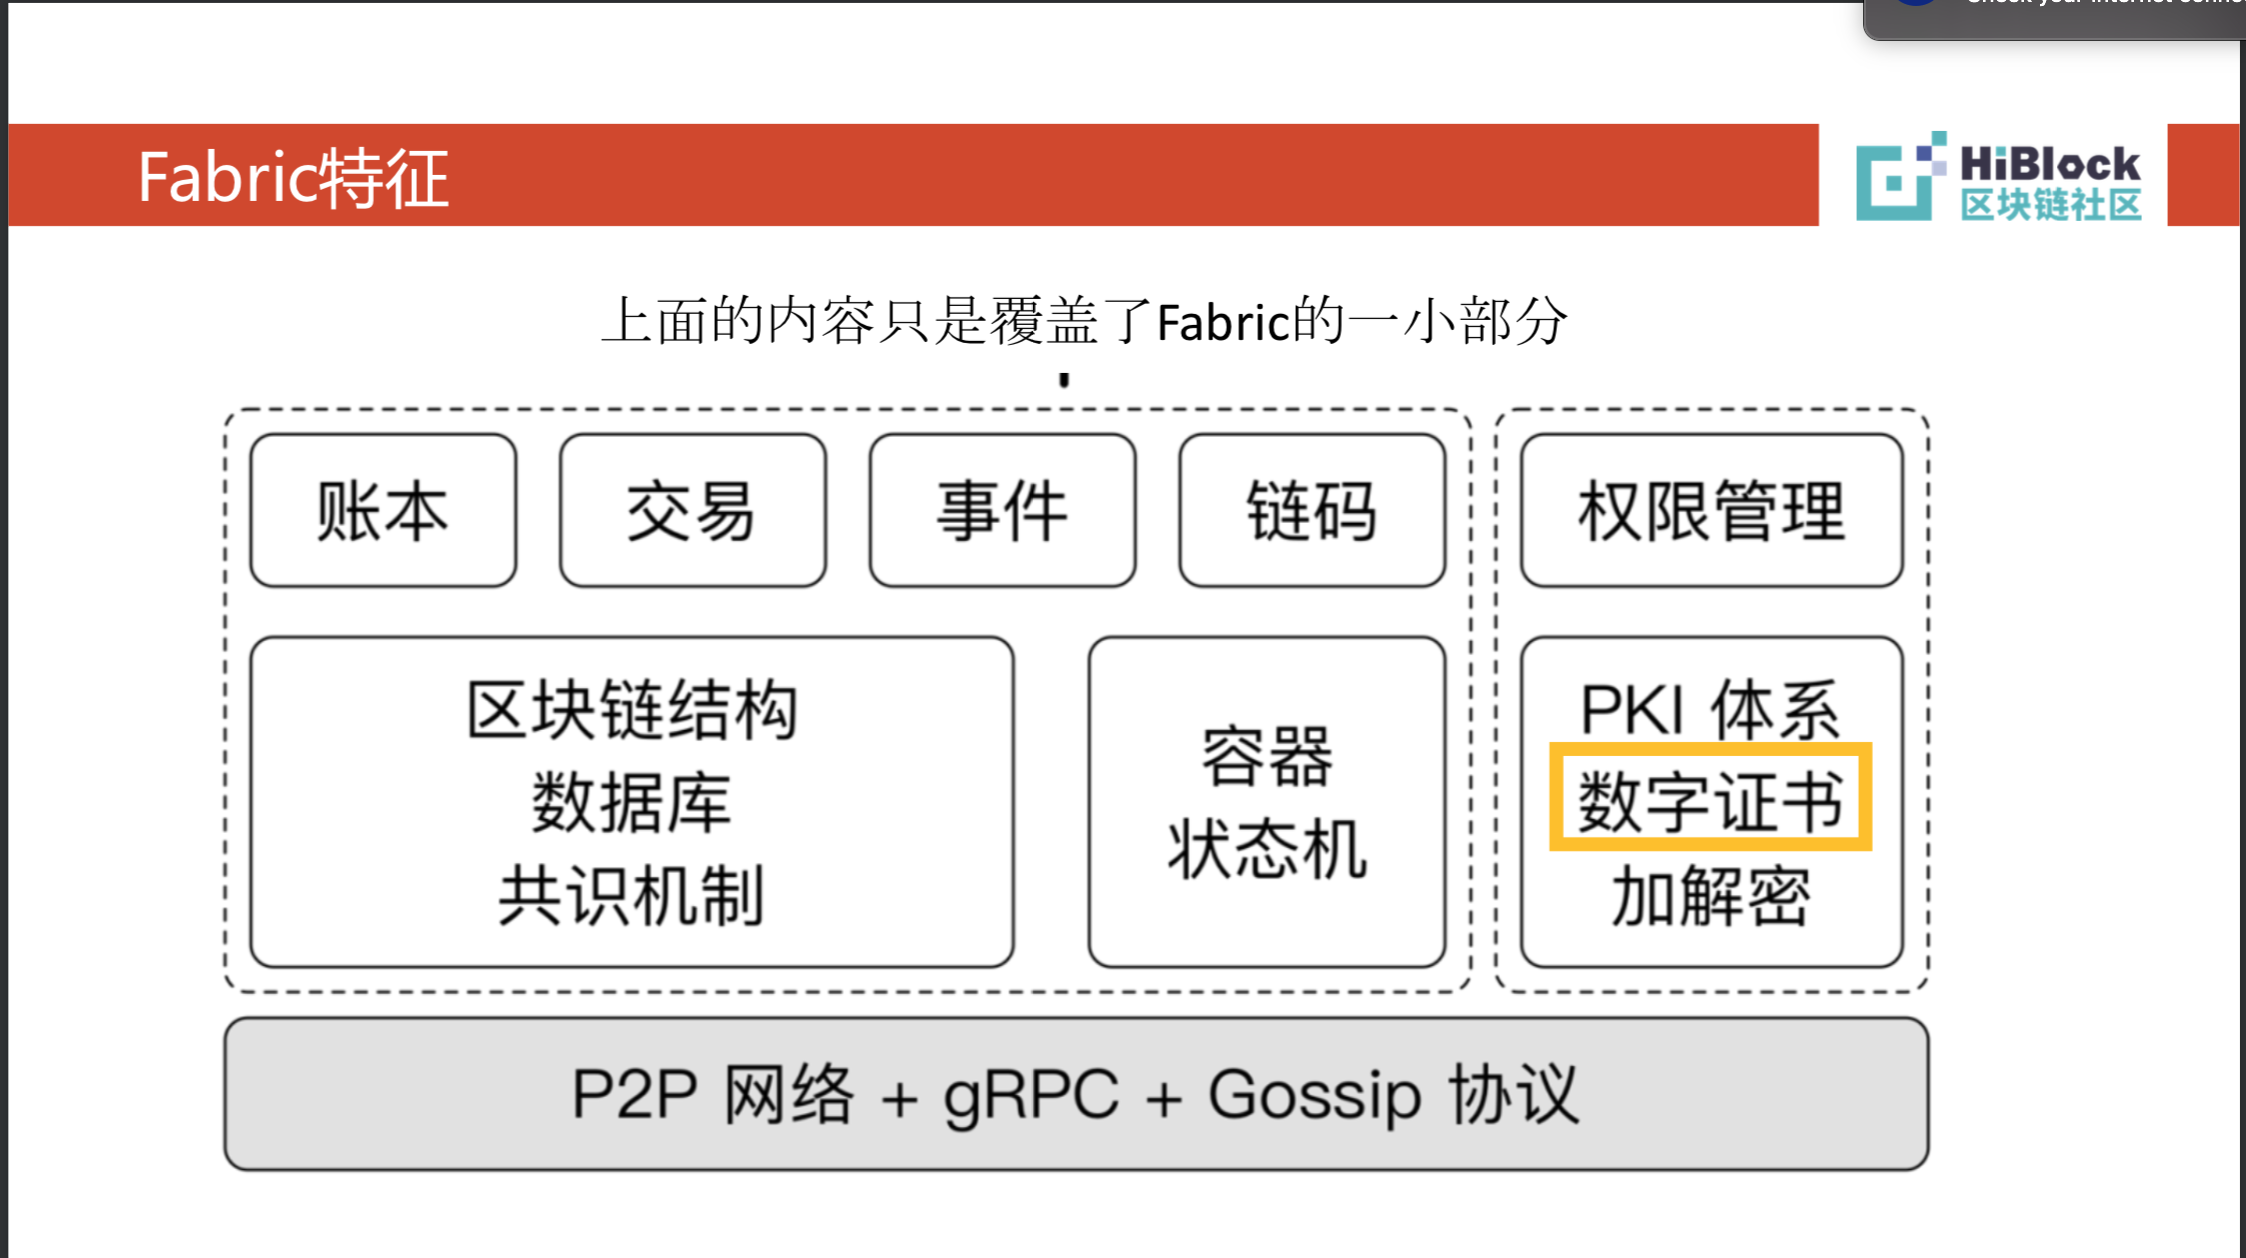 Fabric特征
HiBlock
区块链社区
上面的内容只是覆盖了Fabric的一小部分
账本
交易
事件
链码
权限管理
区块链结构
数据库
共识机制
容器
状态机
PKI 体系
数字证书
加解密
P2P 网络 + gRPC + Gossip 协议